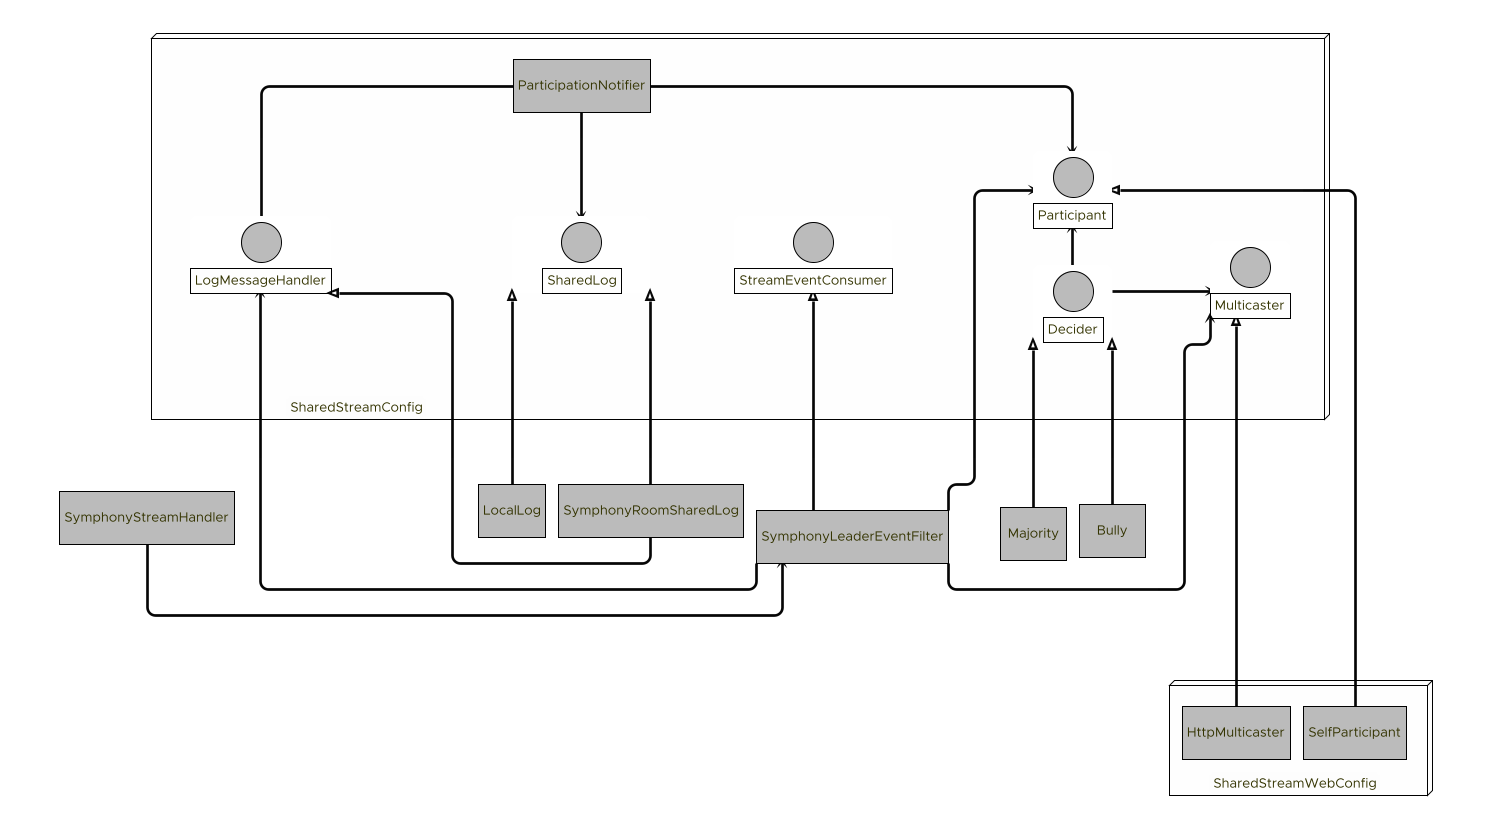 ParticipationNotifier
Participant
LogMessageHandler
SharedLog
StreamEventConsumer
Multicaster
Decider
SharedStreamConfig
SymphonyStreamHandler
LocalLog
SymphonyRoomSharedLog
SymphonyLeaderEventFilter
Majority
Bully
HttpMulticaster
SelfParticipant
SharedStreamWebConfig